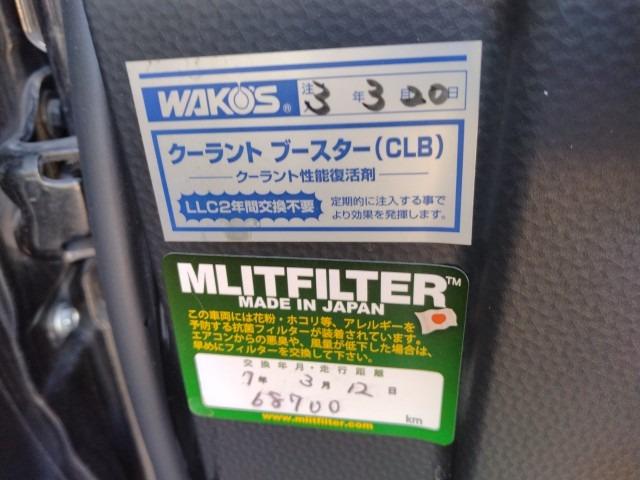 WAKO'S® 注 3 年 3 月 20 日
クーラント ブースター(CLB)
クーラント性能復活剤
LLC2年間交換不要
定期的に注入する事で
より効果を発揮します。
MLITFILTER™
MADE IN JAPAN
この車両には花粉・ホコリ等、アレルギーを
予防する抗菌フィルターが装着されています。
エアコンからの悪臭や、風量が低下した場合は、
早めにフィルターを交換して下さい。
交換年月・走行距離
7年 3月 12日
68700 km
www.mlitfilter.com